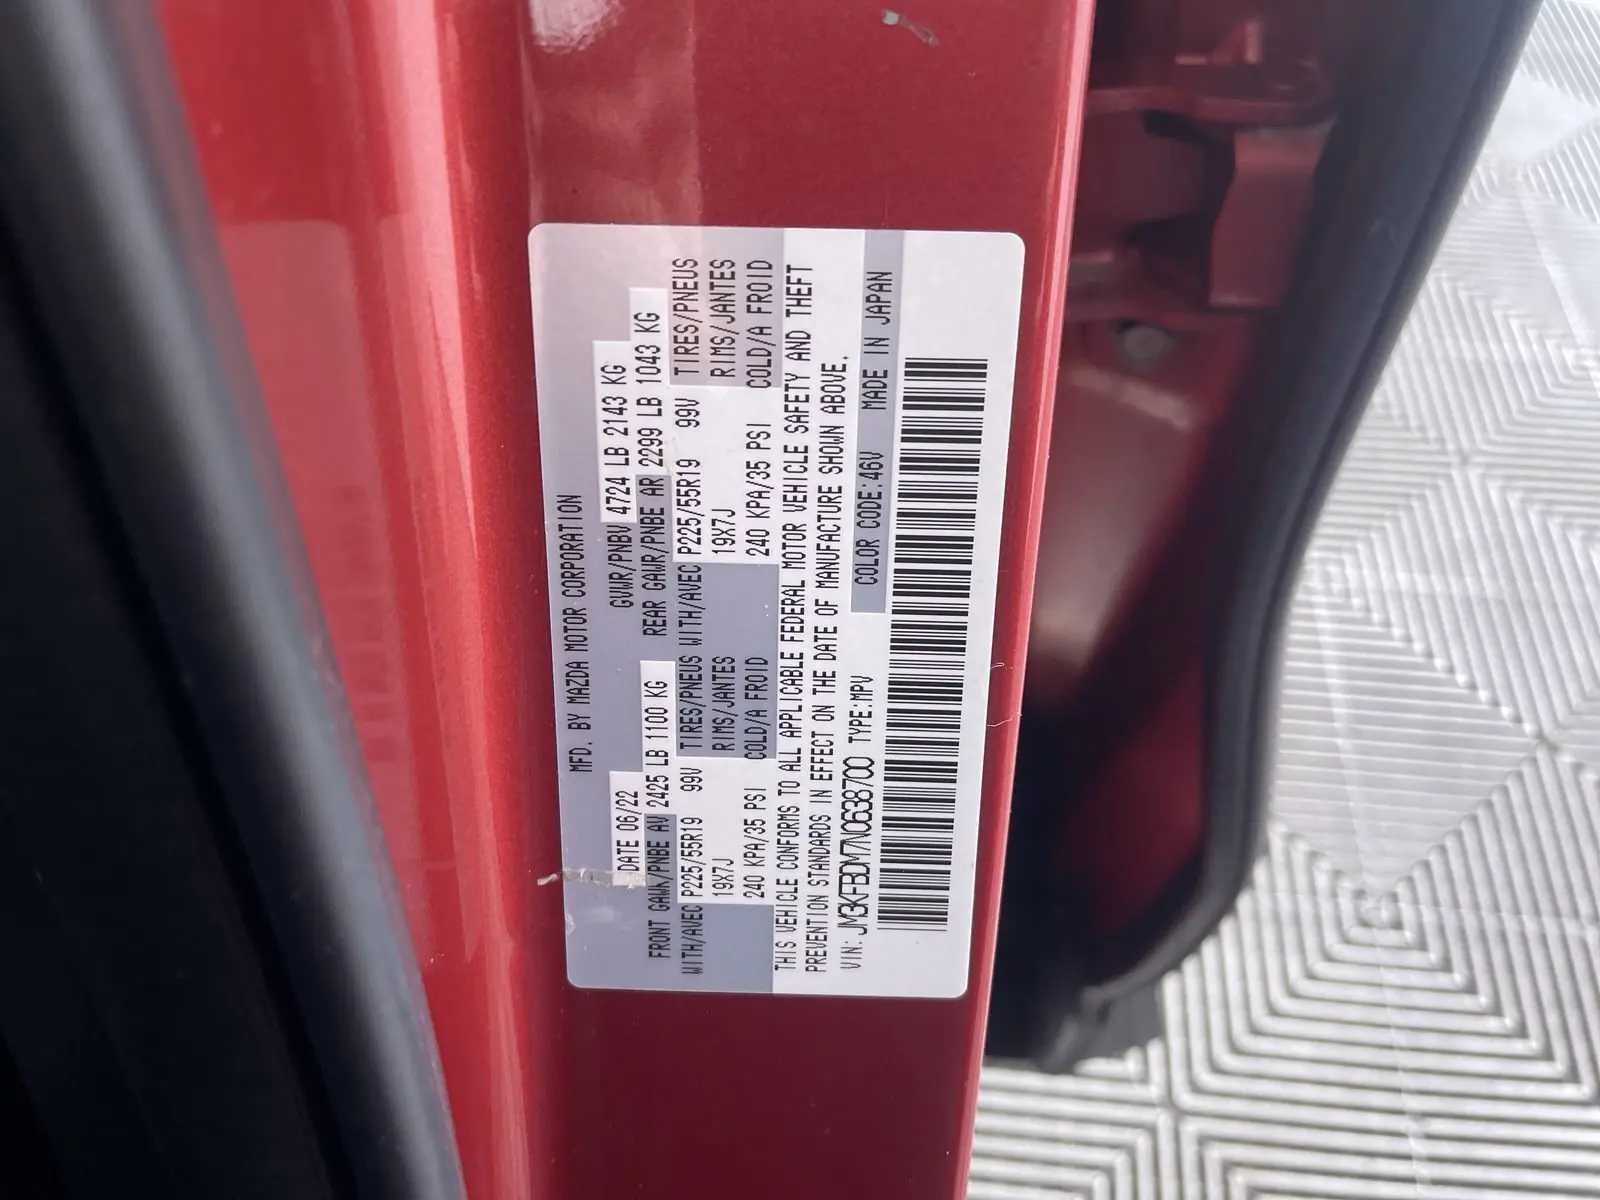 MFD. BY MAZDA MOTOR CORPORATION
DATE 06/22 GVWR/PNBV 4724 LB 2143 KG
FRONT GAWR/PNBE AV 2425 LB 1100 KG REAR GAWR/PNBE AR 2299 LB 1043 KG
WITH/AVEC P225/55R19 99V TIRES/PNEUS WITH/AVEC P225/55R19 99V TIRES/PNEUS
19X7J RIMS/JANTES 19X7J RIMS/JANTES
240 KPA/35 PSI COLD/A FROID 240 KPA/35 PSI COLD/A FROID
THIS VEHICLE CONFORMS TO ALL APPLICABLE FEDERAL MOTOR VEHICLE SAFETY AND THEFT
PREVENTION STANDARDS IN EFFECT ON THE DATE OF MANUFACTURE SHOWN ABOVE.
VIN: JM3KFBDM7N0638700 TYPE:MPV COLOR CODE:46V MADE IN JAPAN